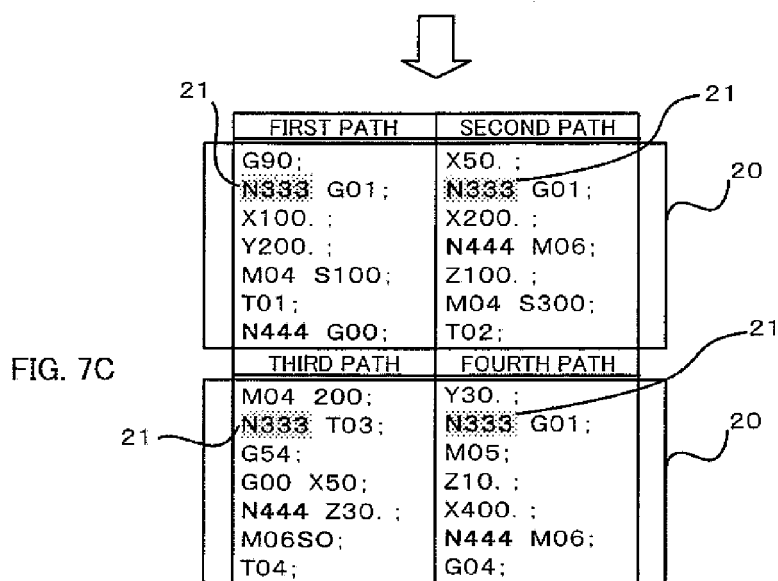 21
21
FIRST PATH
SECOND PATH
G90;
N333 G01;
X100. ;
Y200. ;
M04 S100;
T01;
N444 G00;
X50. ;
N333 G01;
X200. ;
N444 M06;
Z100. ;
M04 S300;
T02;
20
FIG. 7C
21
THIRD PATH
FOURTH PATH
21
M04 200;
N333 T03;
G54;
G00 X50;
N444 Z30. ;
M06SO;
T04;
Y30. ;
N333 G01;
M05;
Z10. ;
X400. ;
N444 M06;
G04;
20